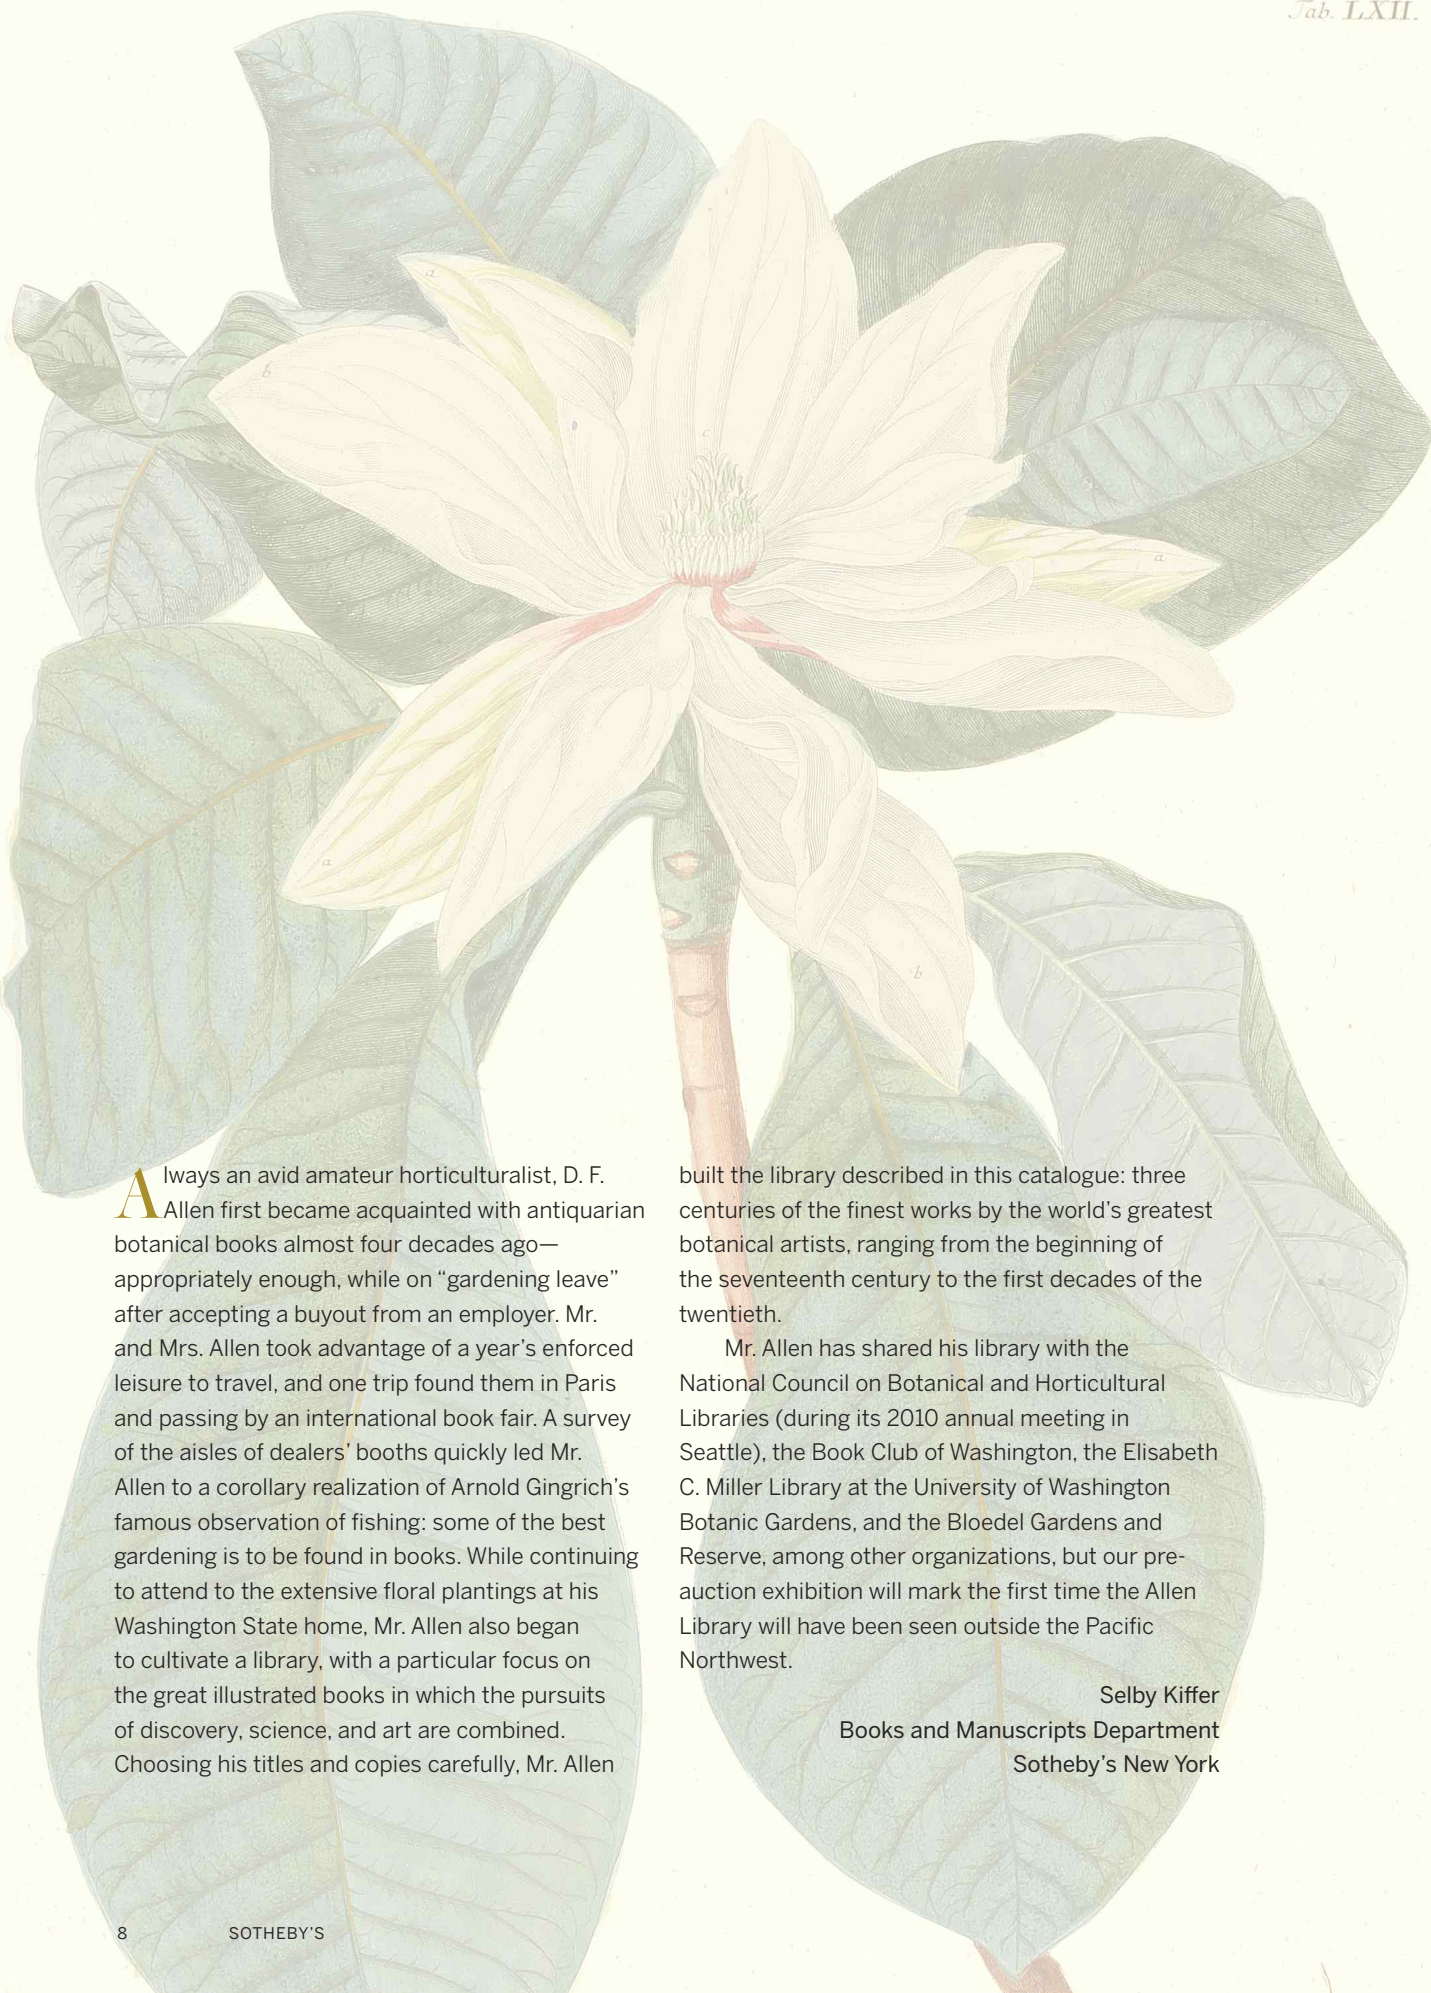 Tab. LXII.
Always an avid amateur horticulturalist, D. F.
Allen first became acquainted with antiquarian
botanical books almost four decades ago—
appropriately enough, while on “gardening leave”
after accepting a buyout from an employer. Mr.
and Mrs. Allen took advantage of a year’s enforced
leisure to travel, and one trip found them in Paris
and passing by an international book fair. A survey
of the aisles of dealers’ booths quickly led Mr.
Allen to a corollary realization of Arnold Gingrich’s
famous observation of fishing: some of the best
gardening is to be found in books. While continuing
to attend to the extensive floral plantings at his
Washington State home, Mr. Allen also began
to cultivate a library, with a particular focus on
the great illustrated books in which the pursuits
of discovery, science, and art are combined.
Choosing his titles and copies carefully, Mr. Allen
built the library described in this catalogue: three
centuries of the finest works by the world’s greatest
botanical artists, ranging from the beginning of
the seventeenth century to the first decades of the
twentieth.
Mr. Allen has shared his library with the
National Council on Botanical and Horticultural
Libraries (during its 2010 annual meeting in
Seattle), the Book Club of Washington, the Elisabeth
C. Miller Library at the University of Washington
Botanic Gardens, and the Bloedel Gardens and
Reserve, among other organizations, but our pre-
auction exhibition will mark the first time the Allen
Library will have been seen outside the Pacific
Northwest.
Selby Kiffer
Books and Manuscripts Department
Sotheby’s New York
8 SOTHEBY’S
a
b
c
a
a
b